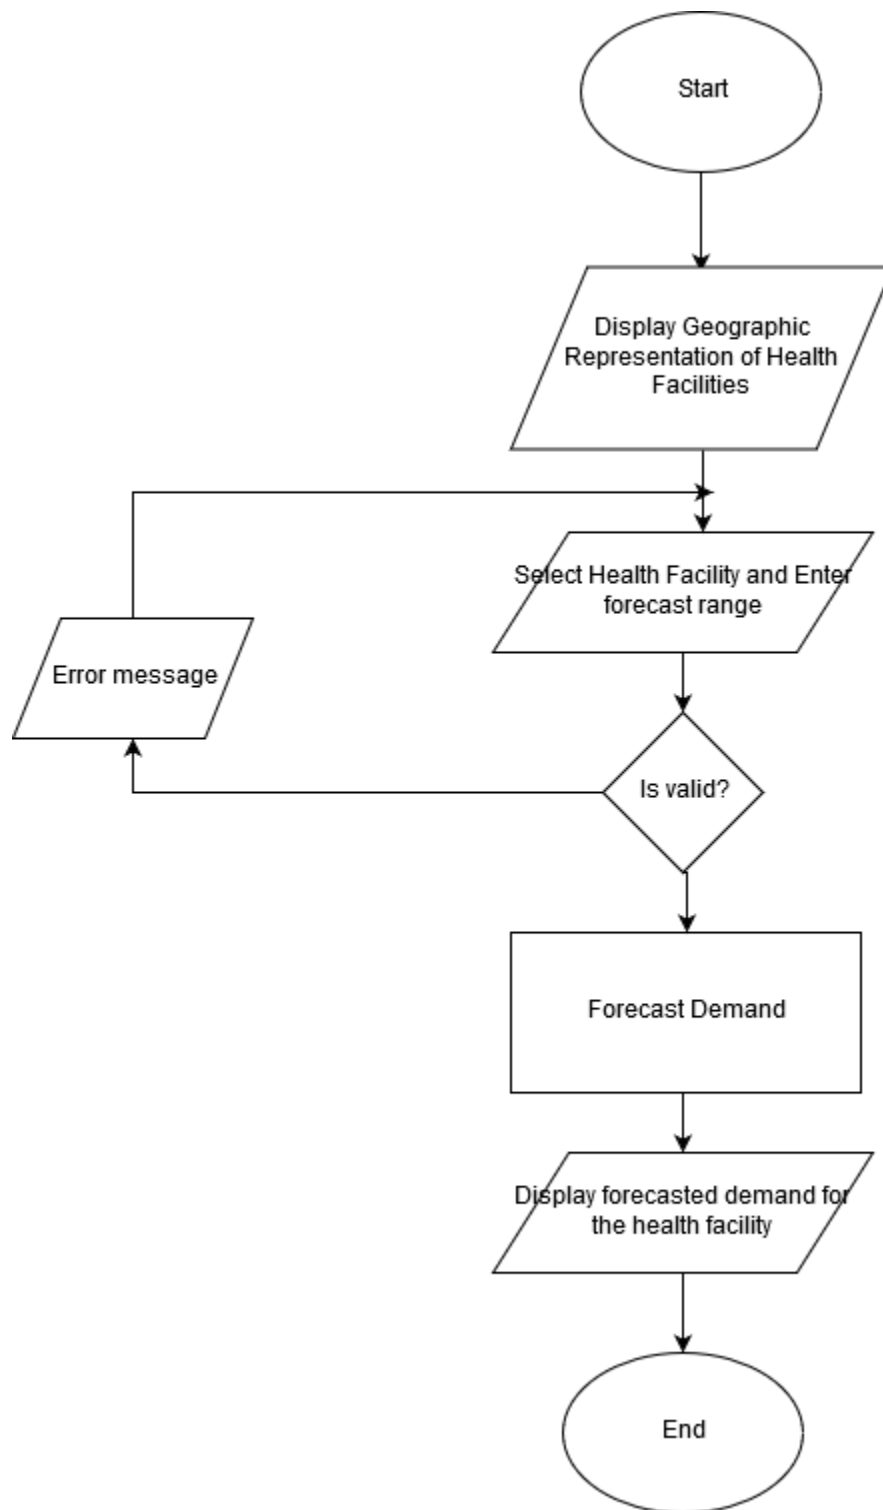 Start
Display Geographic
Representation of Health
Facilities
Select Health Facility and Enter
forecast range
Error message
Is valid?
Forecast Demand
Display forecasted demand for
the health facility
End